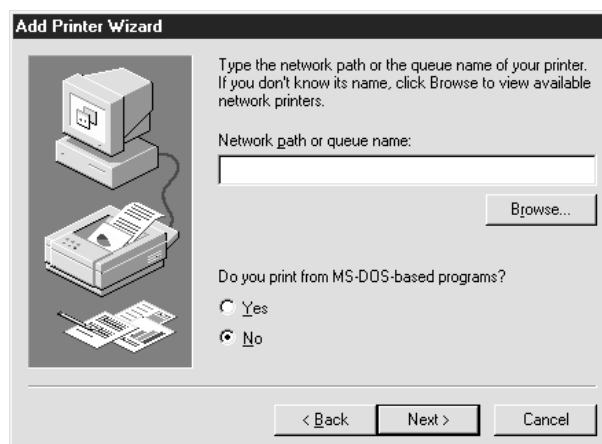 Add Printer Wizard
Type the network path or the queue name of your printer.
If you don't know its name, click Browse to view available
network printers.
Network path or queue name:
Browse...
Do you print from MS-DOS-based programs?
Yes
No
< Back
Next >
Cancel